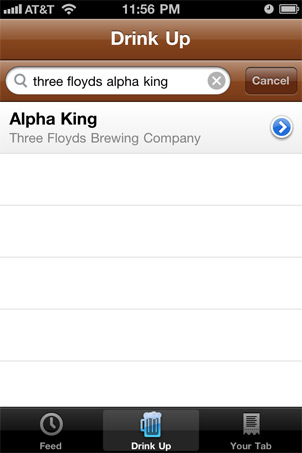 AT&T 11:56 PM
Drink Up
three floyds alpha king
Cancel
Alpha King
Three Floyds Brewing Company
Feed
Drink Up
Your Tab